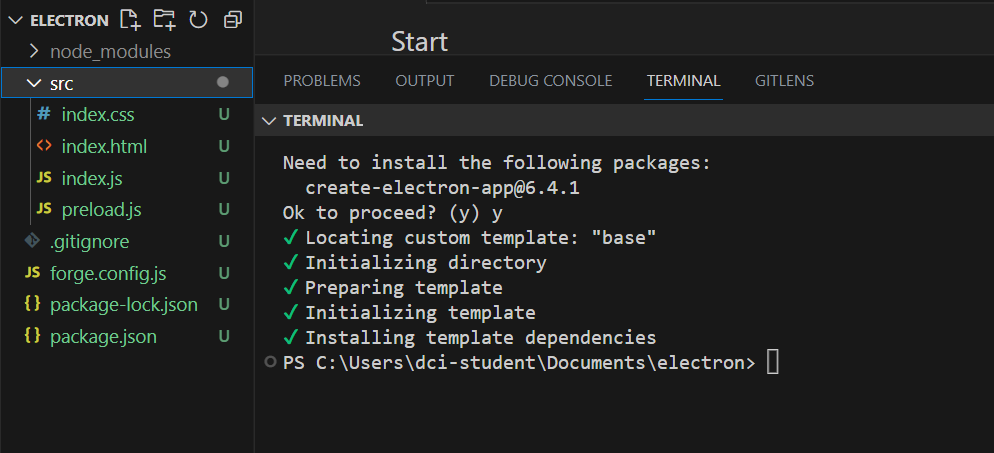 ELECTRON
node_modules
src
# index.css U
<> index.html U
JS index.js U
JS preload.js U
.gitignore U
JS forge.config.js U
{} package-lock.json U
{} package.json U
Start
PROBLEMS OUTPUT DEBUG CONSOLE TERMINAL GITLENS
TERMINAL
Need to install the following packages:
create-electron-app@6.4.1
Ok to proceed? (y) y
✓ Locating custom template: "base"
✓ Initializing directory
✓ Preparing template
✓ Initializing template
✓ Installing template dependencies
PS C:\Users\dci-student\Documents\electron>